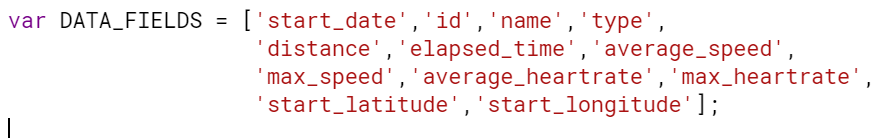 var DATA_FIELDS = ['start_date','id','name','type',
'distance','elapsed_time','average_speed',
'max_speed','average_heartrate','max_heartrate',
'start_latitude','start_longitude'];